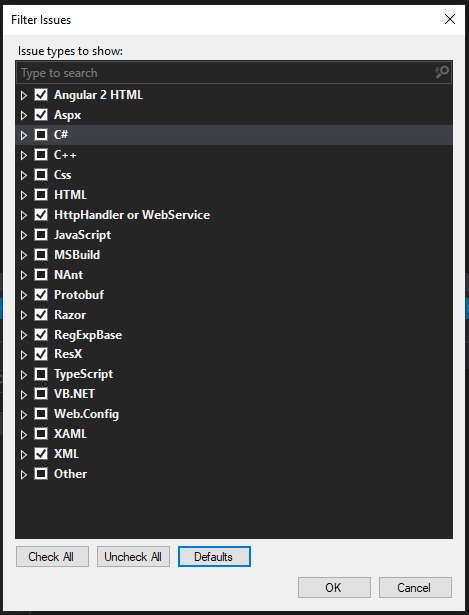 Filter Issues
Issue types to show:
Type to search
Angular 2 HTML
Aspx
C#
C++
Css
HTML
HttpHandler or WebService
JavaScript
MSBuild
NAnt
Protobuf
Razor
RegExpBase
ResX
TypeScript
VB.NET
Web.Config
XAML
XML
Other
Check All Uncheck All Defaults
OK Cancel